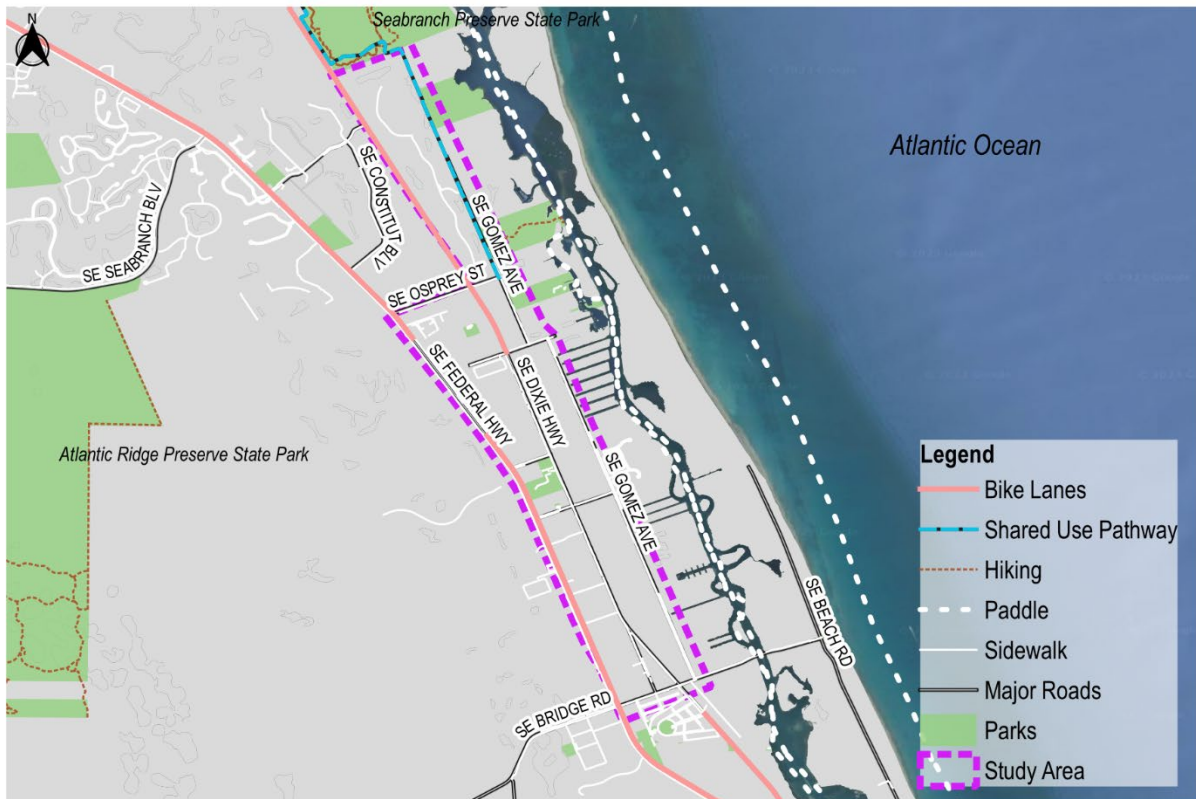 Seabranch Preserve State Park
N
Atlantic Ocean
SE SEABRANCH BLV
SE CONSTITUT BLV
SE GOMEZ AVE
SE OSPREY ST
SE FEDERAL HWY
SE DIXIE HWY
Atlantic Ridge Preserve State Park
SE GOMEZ AVE
SE BEACH RD
SE BRIDGE RD
Legend
Bike Lanes
Shared Use Pathway
Hiking
Paddle
Sidewalk
Major Roads
Parks
Study Area